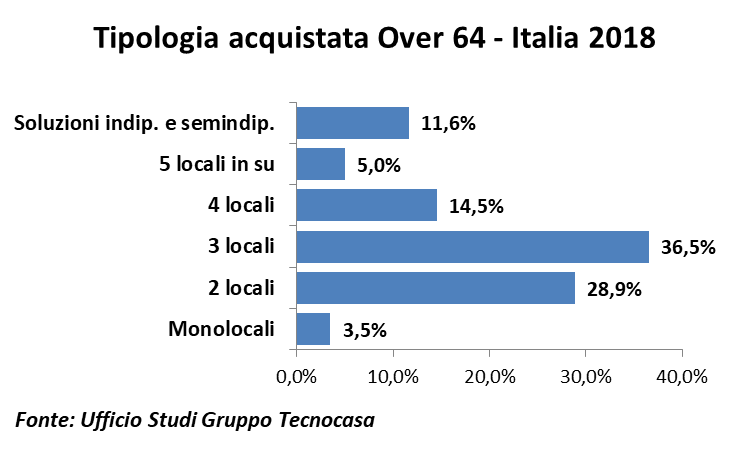 Tipologia acquistata Over 64 - Italia 2018
Soluzioni indip. e semindip.
11,6%
5 locali in su
5,0%
4 locali
14,5%
3 locali
36,5%
2 locali
28,9%
Monolocali
3,5%
0,0% 10,0% 20,0% 30,0% 40,0%
Fonte: Ufficio Studi Gruppo Tecnocasa